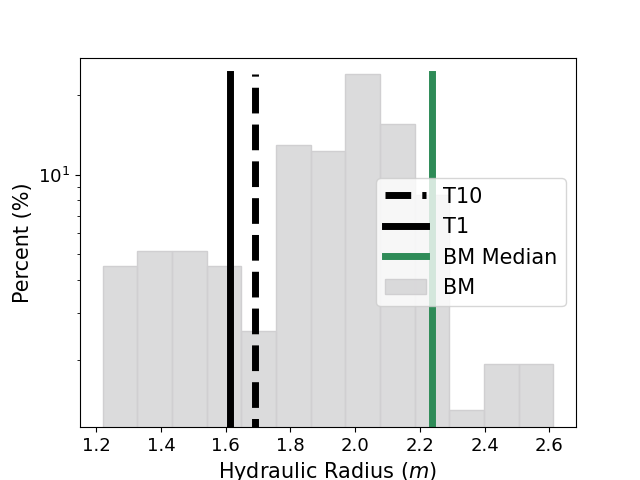 10¹
Percent (%)
T10
T1
BM Median
BM
1.2 1.4 1.6 1.8 2.0 2.2 2.4 2.6
Hydraulic Radius (m)